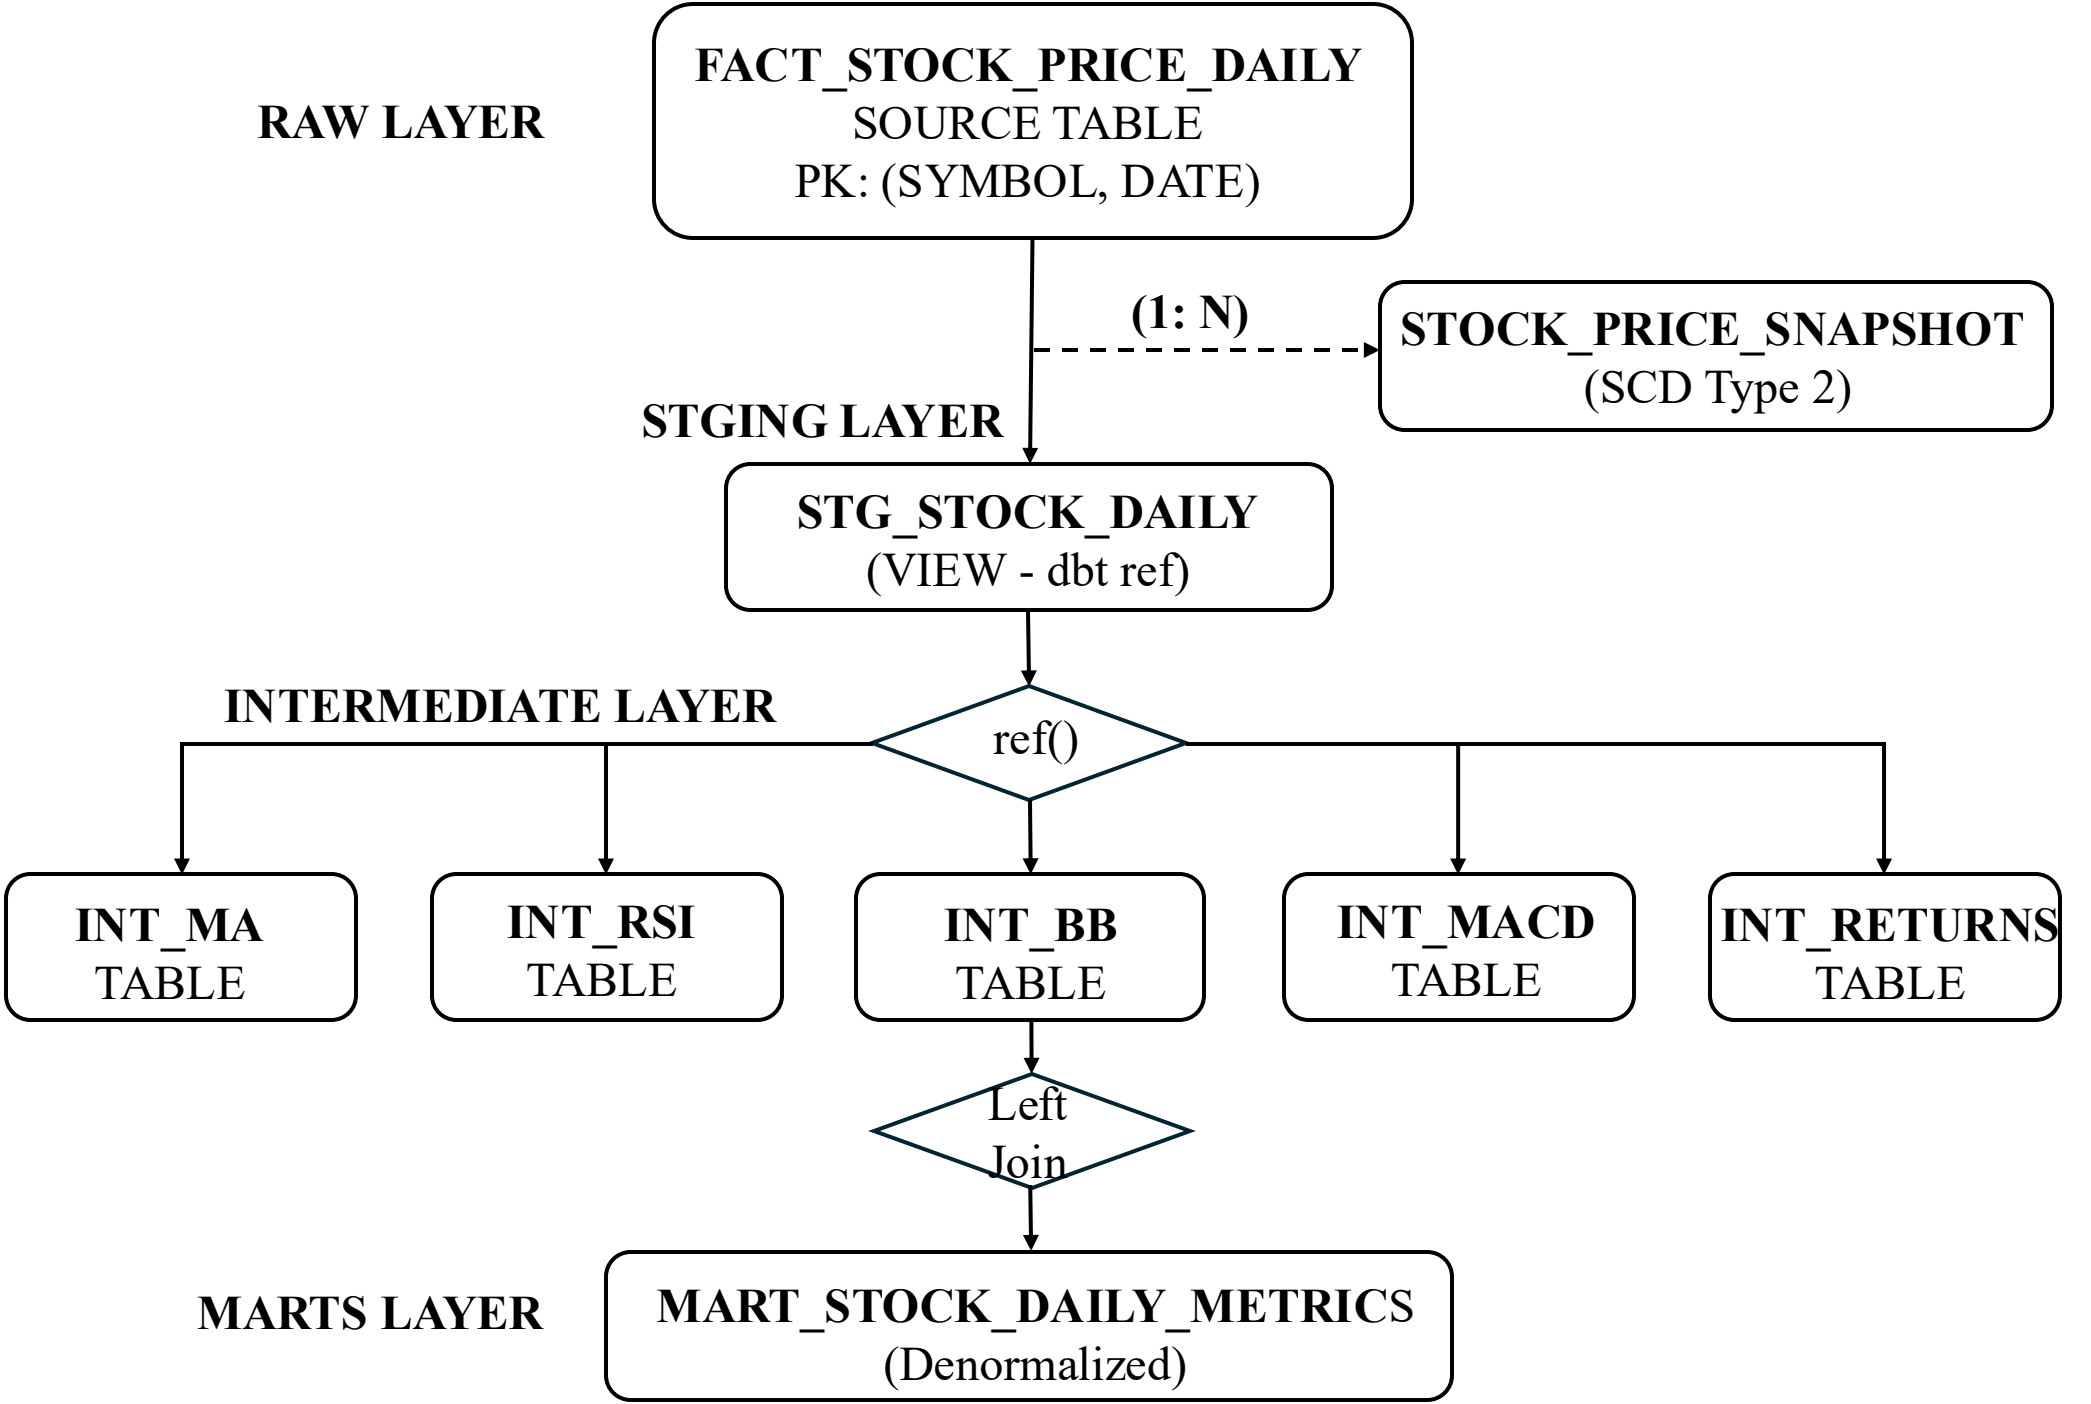 FACT_STOCK_PRICE_DAILY
SOURCE TABLE
PK: (SYMBOL, DATE)
RAW LAYER
(1: N)
STOCK_PRICE_SNAPSHOT
(SCD Type 2)
STGING LAYER
STG_STOCK_DAILY
(VIEW - dbt ref)
INTERMEDIATE LAYER
ref()
INT_MA
TABLE
INT_RSI
TABLE
INT_BB
TABLE
INT_MACD
TABLE
INT_RETURNS
TABLE
Left
Join
MARTS LAYER
MART_STOCK_DAILY_METRICS
(Denormalized)